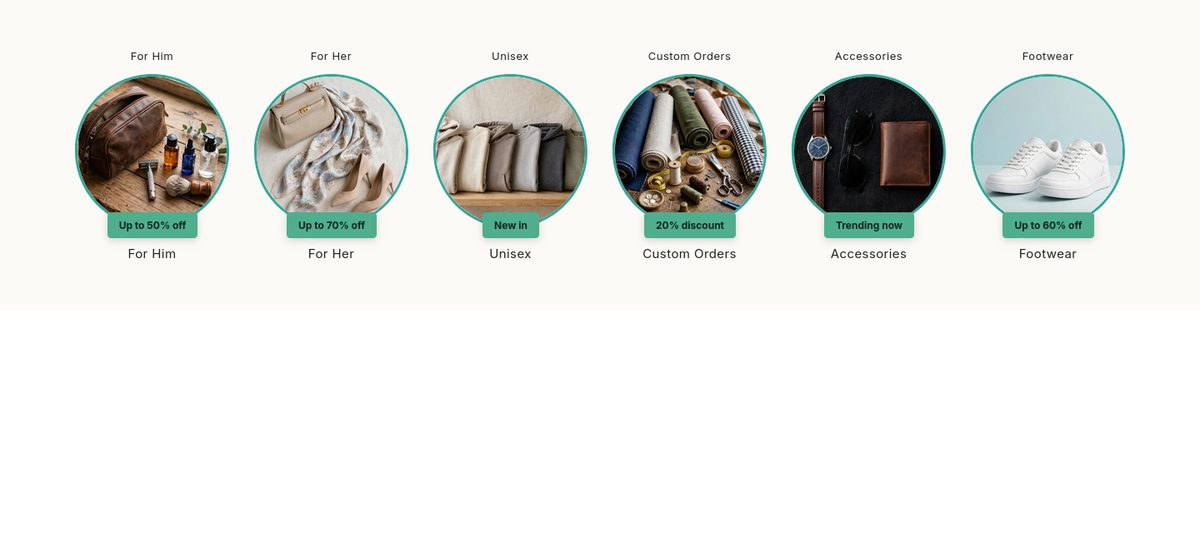 For Him
For Her
Unisex
Custom Orders
Accessories
Footwear
Up to 50% off
Up to 70% off
New in
20% discount
Trending now
Up to 60% off
For Him
For Her
Unisex
Custom Orders
Accessories
Footwear